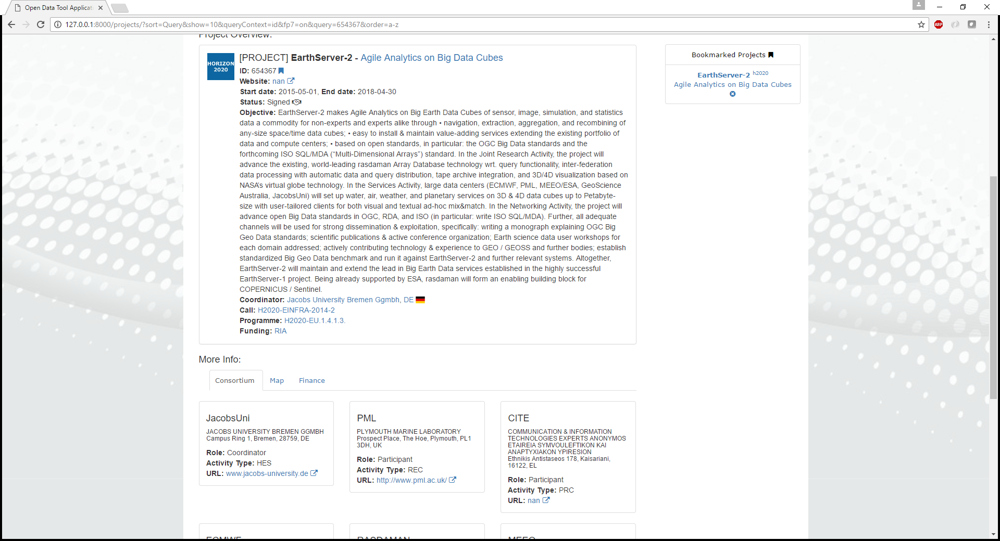 Open Data Tool Applicat
127.0.0.1:8000/projects/?sort=Query&show=10&queryContext=id&fp7=on&query=654367&order=a-z
ABP
Project Overview:
HORIZON
2020
[PROJECT] EarthServer-2 - Agile Analytics on Big Data Cubes
ID: 654367
Website: nan
Start date: 2015-05-01, End date: 2018-04-30
Status: Signed
Objective: EarthServer-2 makes Agile Analytics on Big Earth Data Cubes of sensor, image, simulation, and statistics
data a commodity for non-experts and experts alike through • navigation, extraction, aggregation, and recombining of
any-size space/time data cubes; • easy to install & maintain value-adding services extending the existing portfolio of
data and compute centers; • based on open standards, in particular: the OGC Big Data standards and the
forthcoming ISO SQL/MDA (“Multi-Dimensional Arrays”) standard. In the Joint Research Activity, the project will
advance the existing, world-leading rasdaman Array Database technology wrt. query functionality, inter-federation
data processing with automatic data and query distribution, tape archive integration, and 3D/4D visualization based on
NASA’s virtual globe technology. In the Services Activity, large data centers (ECMWF, PML, MEEO/ESA, GeoScience
Australia, JacobsUni) will set up water, air, weather, and planetary services on 3D & 4D data cubes up to Petabyte-
size with user-tailored clients for both visual and textual ad-hoc mix&match. In the Networking Activity, the project will
advance open Big Data standards in OGC, RDA, and ISO (in particular: write ISO SQL/MDA). Further, all adequate
channels will be used for strong dissemination & exploitation, specifically: writing a monograph explaining OGC Big
Geo Data standards; scientific publications & active conference organization; Earth science data user workshops for
each domain addressed; actively contributing technology & experience to GEO / GEOSS and further bodies; establish
standardized Big Geo Data benchmark and run it against EarthServer-2 and further relevant systems. Altogether,
EarthServer-2 will maintain and extend the lead in Big Earth Data services established in the highly successful
EarthServer-1 project. Being already supported by ESA, rasdaman will form an enabling building block for
COPERNICUS / Sentinel.
Coordinator: Jacobs University Bremen Ggmbh, DE
Call: H2020-EINFRA-2014-2
Programme: H2020-EU.1.4.1.3.
Funding: RIA
Bookmarked Projects
EarthServer-2 h2020
Agile Analytics on Big Data Cubes
More Info:
Consortium Map Finance
JacobsUni
JACOBS UNIVERSITY BREMEN GGMBH
Campus Ring 1, Bremen, 28759, DE
Role: Coordinator
Activity Type: HES
URL: www.jacobs-university.de
PML
PLYMOUTH MARINE LABORATORY
Prospect Place, The Hoe, Plymouth, PL1
3DH, UK
Role: Participant
Activity Type: REC
URL: http://www.pml.ac.uk/
CITE
COMMUNICATION & INFORMATION
TECHNOLOGIES EXPERTS ANONYMOS
ETAIREIA SYMVOULEFTIKON KAI
ANAPTYXIAKON YPIRESION
Ethnikis Antistaseos 178, Kaisariani,
16122, EL
Role: Participant
Activity Type: PRC
URL: nan
ECMWF
RASDAMAN
MEEO